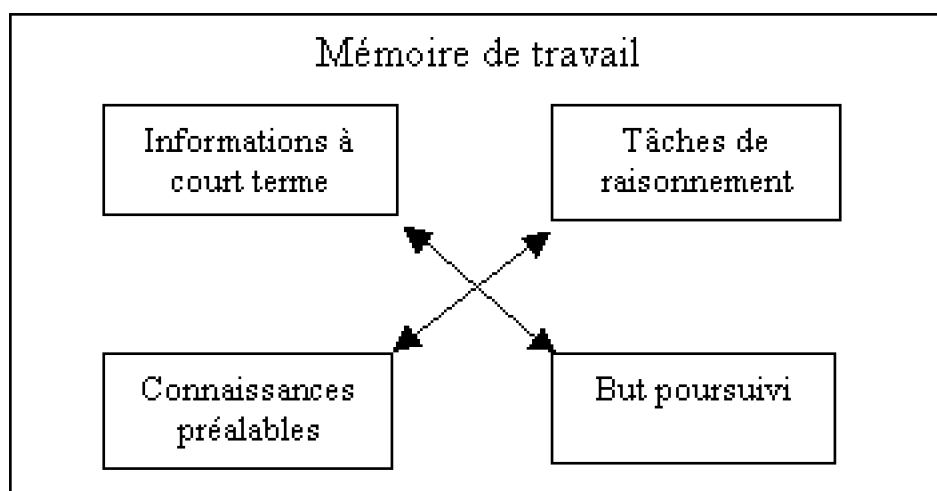 Mémoire de travail
Informations à
court terme
Tâches de
raisonnement
Connaissances
préalables
But poursuivi